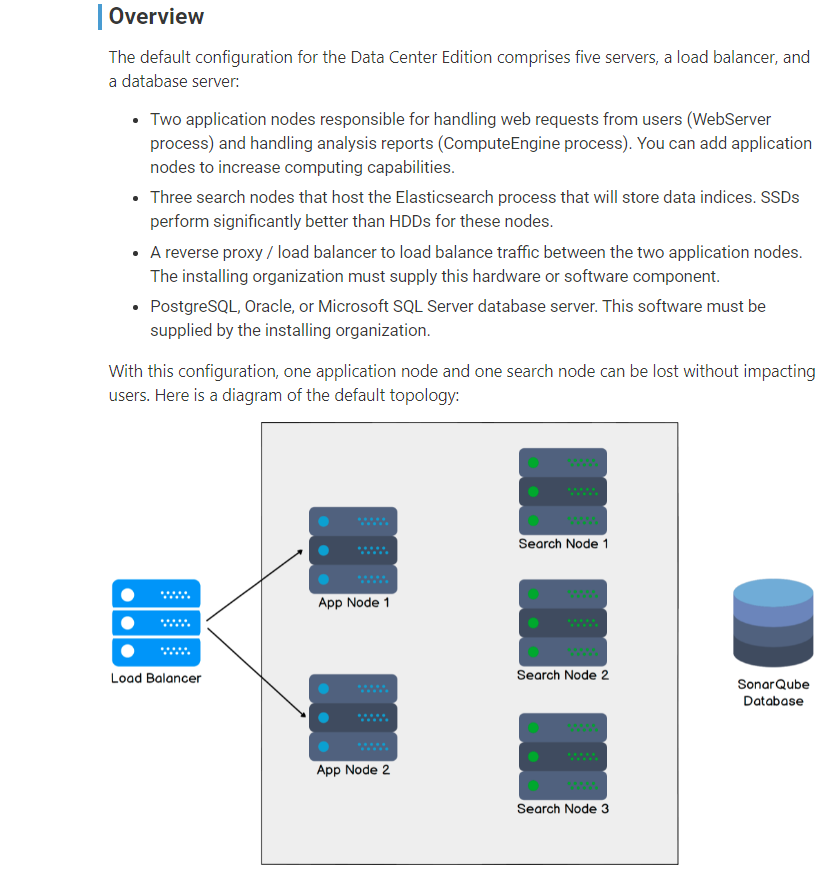 Overview
The default configuration for the Data Center Edition comprises five servers, a load balancer, and
a database server:
• Two application nodes responsible for handling web requests from users (WebServer
process) and handling analysis reports (ComputeEngine process). You can add application
nodes to increase computing capabilities.
• Three search nodes that host the Elasticsearch process that will store data indices. SSDs
perform significantly better than HDDs for these nodes.
• A reverse proxy / load balancer to load balance traffic between the two application nodes.
The installing organization must supply this hardware or software component.
• PostgreSQL, Oracle, or Microsoft SQL Server database server. This software must be
supplied by the installing organization.
With this configuration, one application node and one search node can be lost without impacting
users. Here is a diagram of the default topology:
Search Node 1
App Node 1
Load Balancer
Search Node 2
SonarQube
Database
App Node 2
Search Node 3